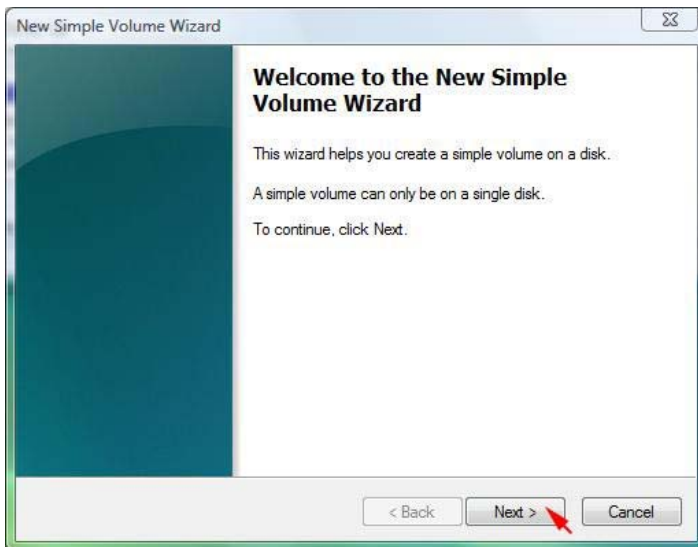 New Simple Volume Wizard
Welcome to the New Simple
Volume Wizard
This wizard helps you create a simple volume on a disk.
A simple volume can only be on a single disk.
To continue, click Next.
< Back
Next >
Cancel